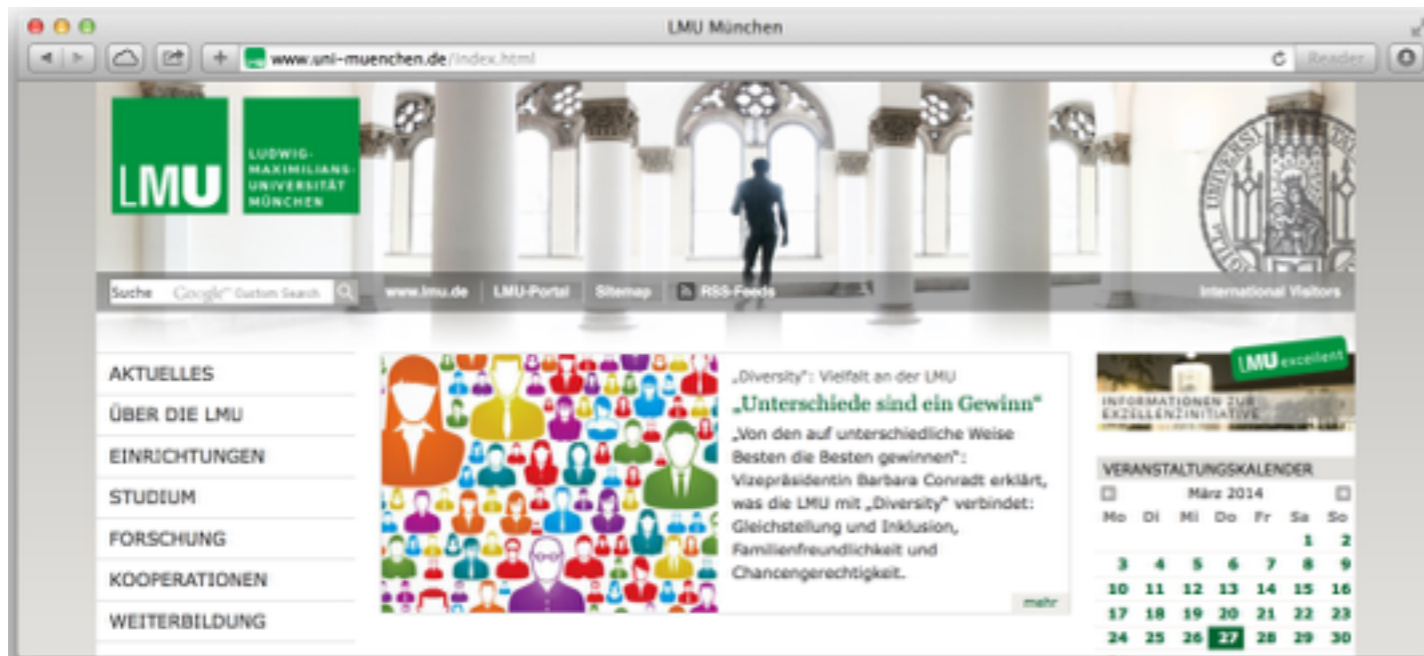 LMU München
www.uni-muenchen.de/index.html
Reader
LMU
LUDWIG-
MAXIMILIANS-
UNIVERSITÄT
MÜNCHEN
Suche Google™ Custom Search
www.lmu.de LMU-Portal Sitemap RSS-Feeds
International Visitors
AKTUELLES
ÜBER DIE LMU
EINRICHTUNGEN
STUDIUM
FORSCHUNG
KOOPERATIONEN
WEITERBILDUNG
„Diversity“: Vielfalt an der LMU
„Unterschiede sind ein Gewinn“
„Von den auf unterschiedliche Weise
Besten die Besten gewinnen“:
Vizepräsidentin Barbara Conradt erklärt,
was die LMU mit „Diversity“ verbindet:
Gleichstellung und Inklusion,
Familienfreundlichkeit und
Chancengerechtigkeit.
mehr
LMU excellent
INFORMATIONEN ZUR
EXZELLENZINITIATIVE
VERANSTALTUNGSKALENDER
März 2014
Mo Di Mi Do Fr Sa So
1 2
3 4 5 6 7 8 9
10 11 12 13 14 15 16
17 18 19 20 21 22 23
24 25 26 27 28 29 30